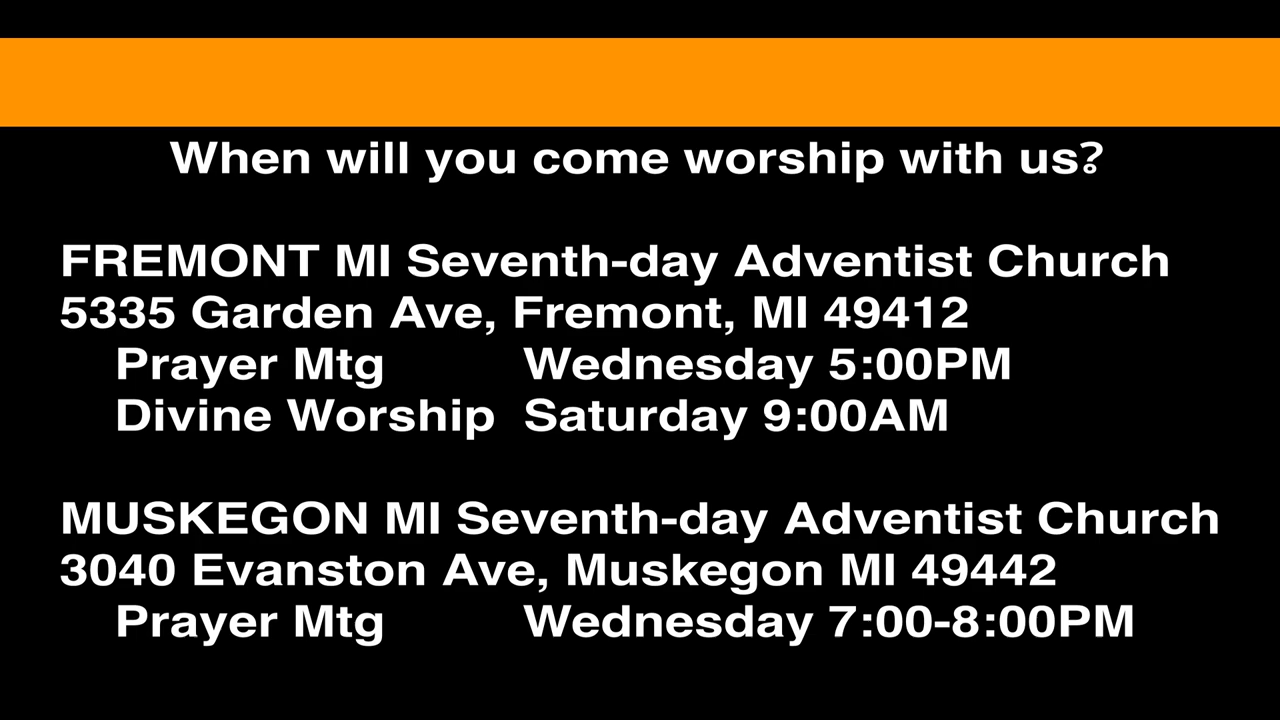 When will you come worship with us?
FREMONT MI Seventh-day Adventist Church
5335 Garden Ave, Fremont, MI 49412
Prayer Mtg Wednesday 5:00PM
Divine Worship Saturday 9:00AM
MUSKEGON MI Seventh-day Adventist Church
3040 Evanston Ave, Muskegon MI 49442
Prayer Mtg Wednesday 7:00-8:00PM